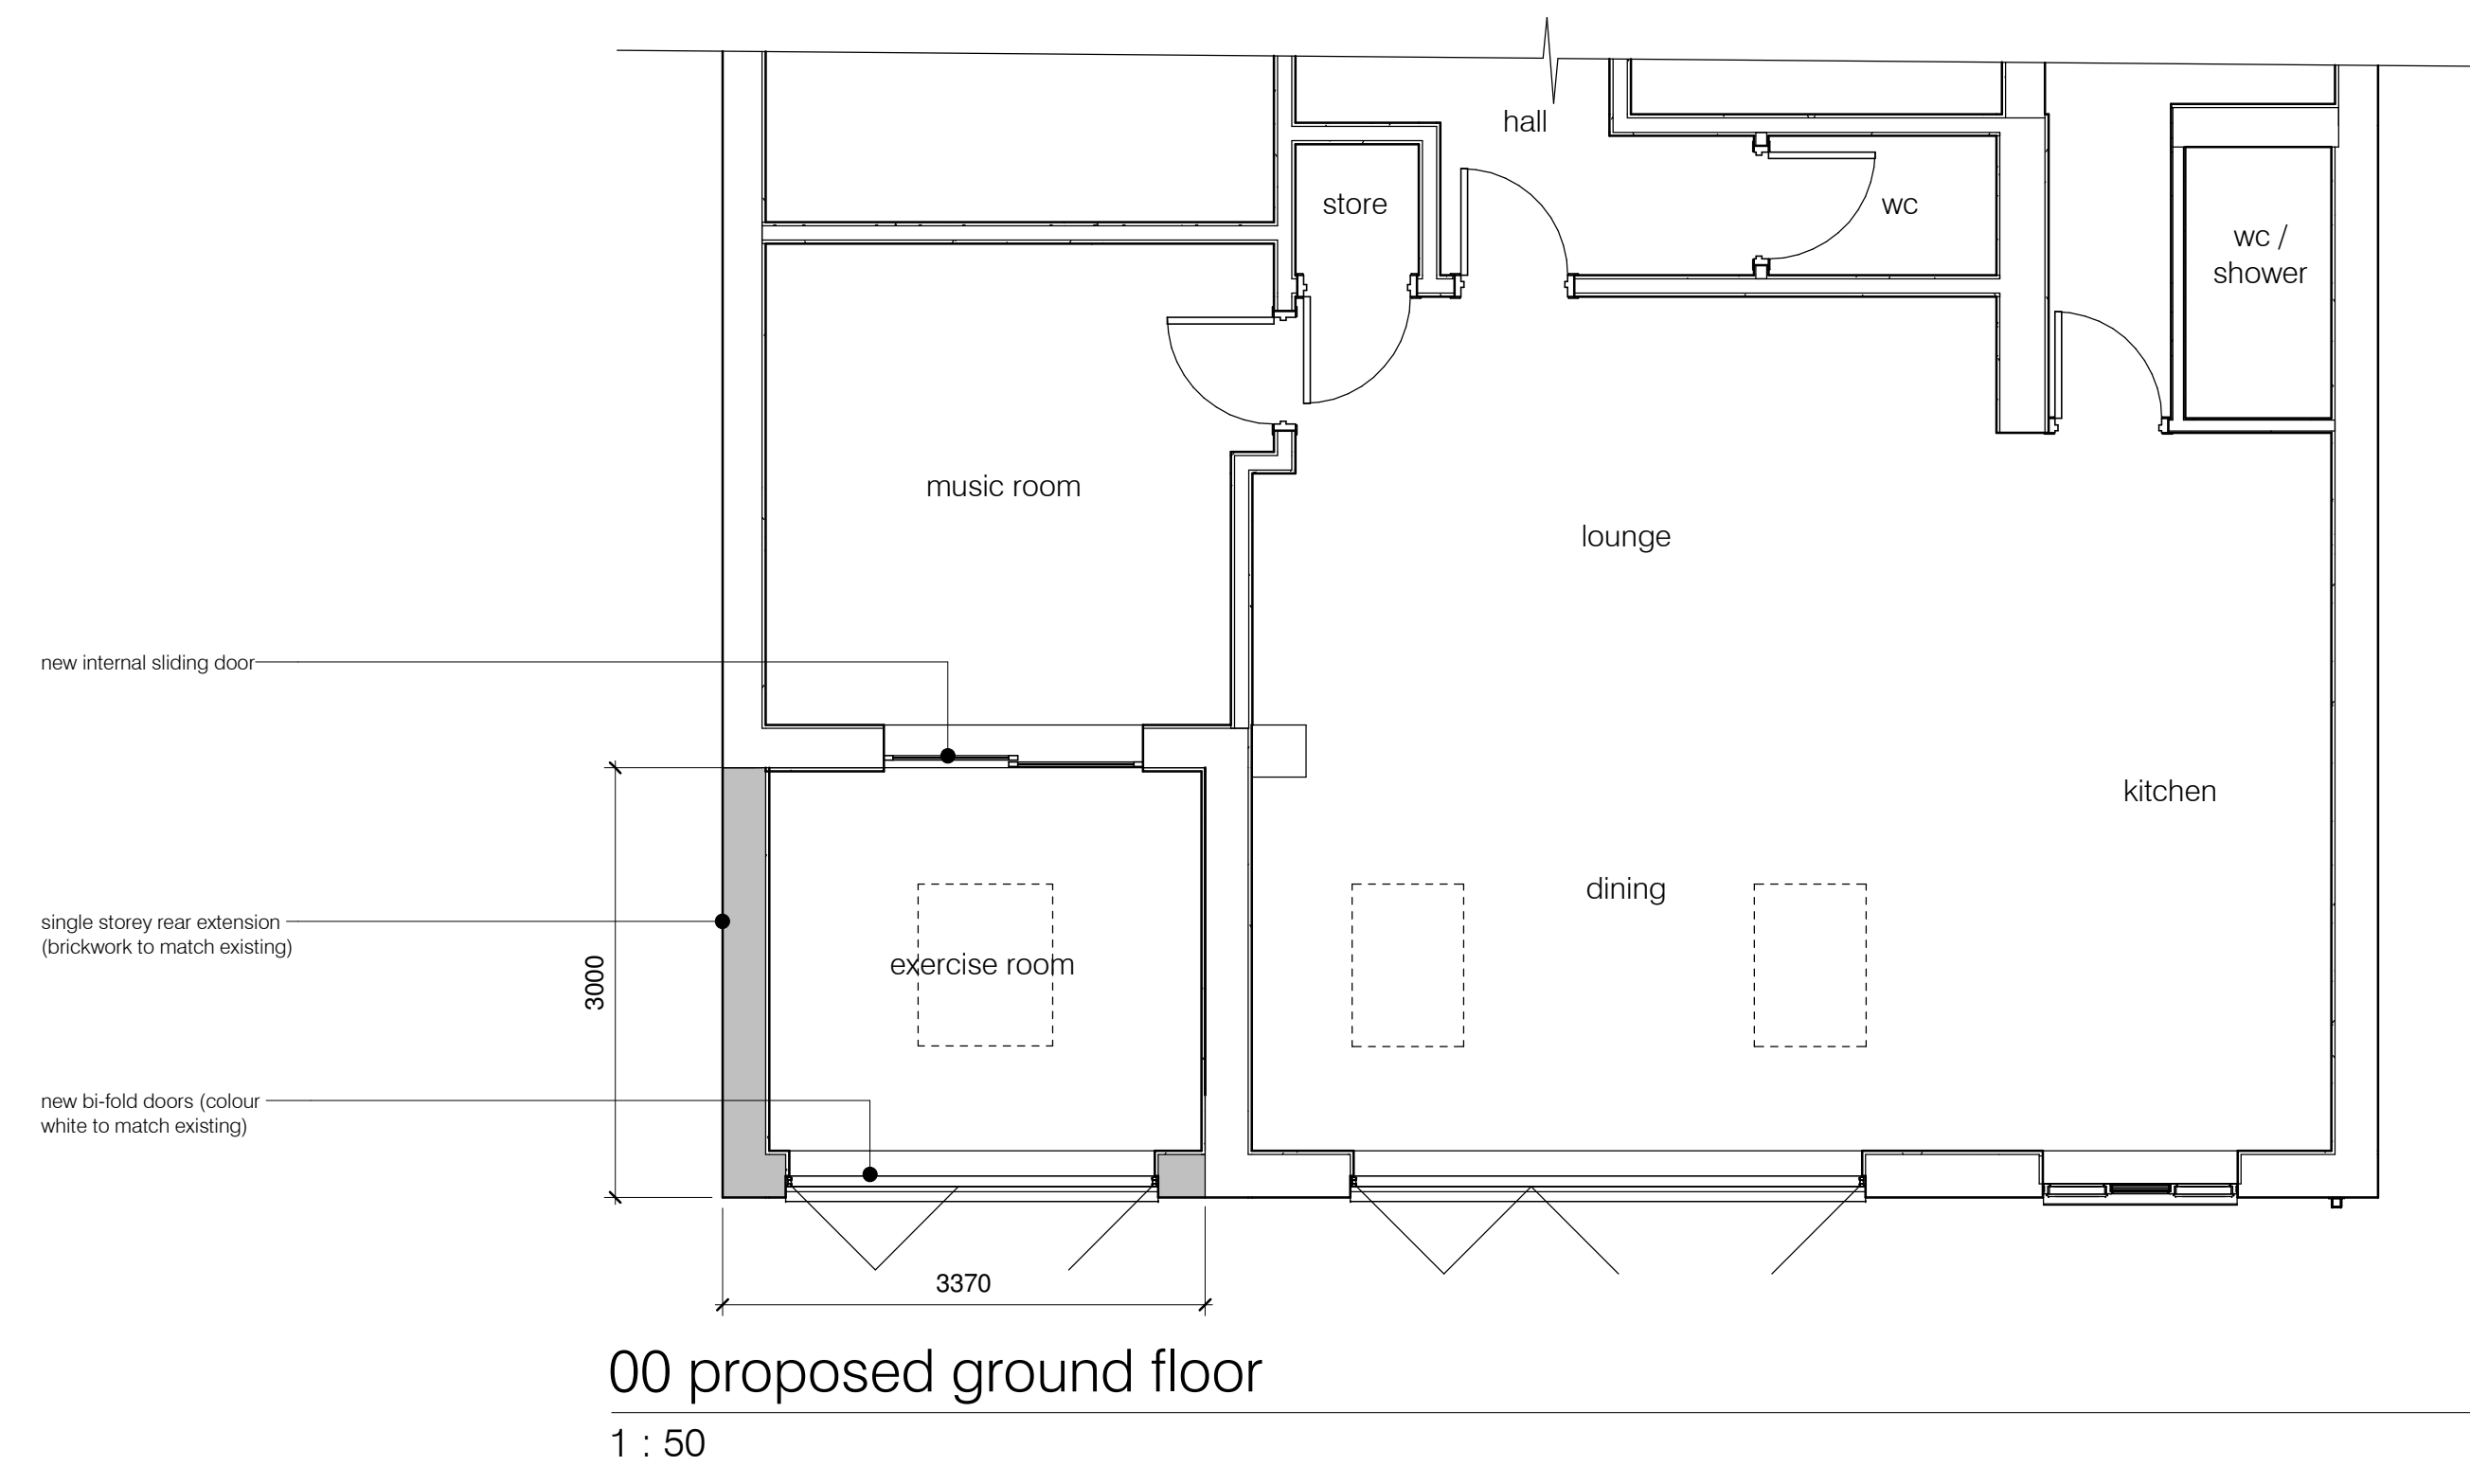 hall
store
wc
wc /
shower
music room
lounge
new internal sliding door
kitchen
dining
single storey rear extension
(brickwork to match existing)
exercise room
3000
new bi-fold doors (colour
white to match existing)
3370
00 proposed ground floor
1 : 50